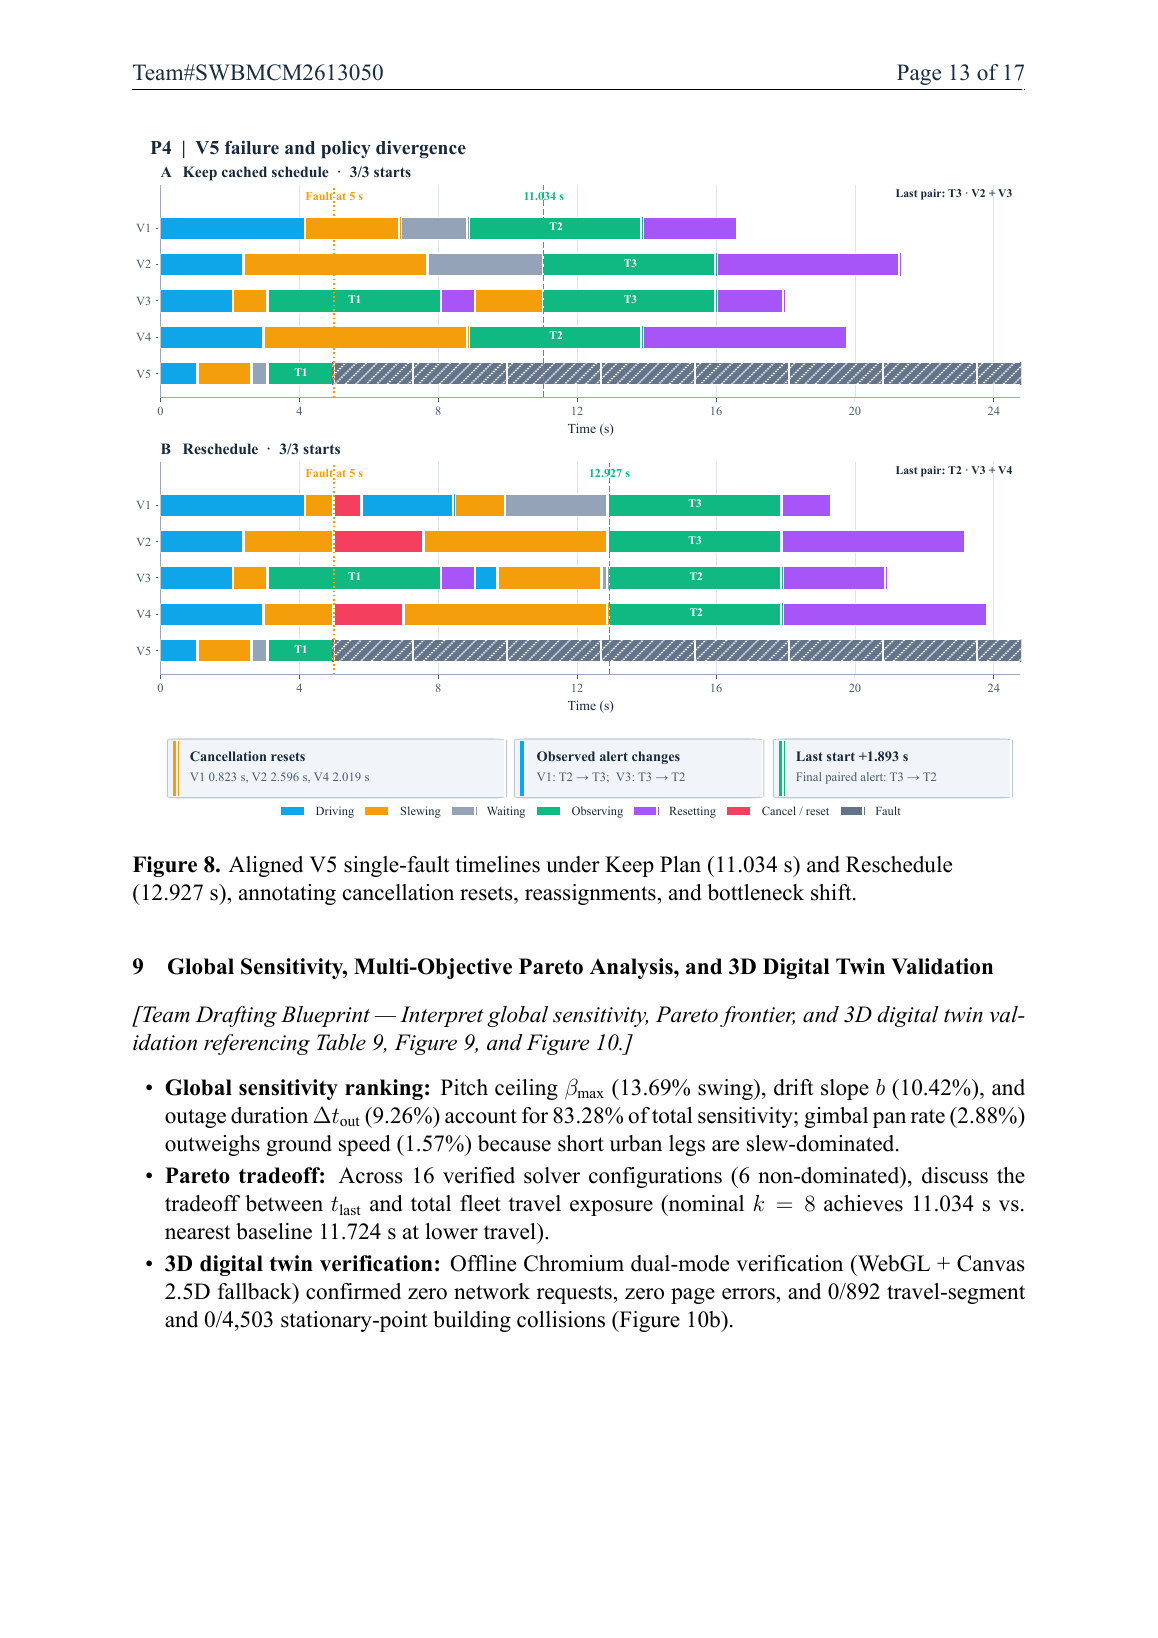 Team#SWBMCM2613050 Page 13 of 17
P4 | V5 failure and policy divergence
A Keep cached schedule · 3/3 starts
Fault at 5 s 11.034 s Last pair: T3 · V2 + V3
V1 T2
V2 T3
V3 T1 T3
V4 T2
V5 T1
0 4 8 12 16 20 24
Time (s)
B Reschedule · 3/3 starts
Fault at 5 s 12.927 s Last pair: T2 · V3 + V4
V1 T3
V2 T3
V3 T1 T2
V4 T2
V5 T1
0 4 8 12 16 20 24
Time (s)
Cancellation resets
V1 0.823 s, V2 2.596 s, V4 2.019 s
Observed alert changes
V1: T2 → T3; V3: T3 → T2
Last start +1.893 s
Final paired alert: T3 → T2
Driving Slewing Waiting Observing Resetting Cancel / reset Fault
Figure 8. Aligned V5 single-fault timelines under Keep Plan (11.034 s) and Reschedule
(12.927 s), annotating cancellation resets, reassignments, and bottleneck shift.
9 Global Sensitivity, Multi-Objective Pareto Analysis, and 3D Digital Twin Validation
[Team Drafting Blueprint — Interpret global sensitivity, Pareto frontier, and 3D digital twin val-
idation referencing Table 9, Figure 9, and Figure 10.]
• Global sensitivity ranking: Pitch ceiling βmax (13.69% swing), drift slope b (10.42%), and
outage duration Δtout (9.26%) account for 83.28% of total sensitivity; gimbal pan rate (2.88%)
outweighs ground speed (1.57%) because short urban legs are slew-dominated.
• Pareto tradeoff: Across 16 verified solver configurations (6 non-dominated), discuss the
tradeoff between tlast and total fleet travel exposure (nominal k = 8 achieves 11.034 s vs.
nearest baseline 11.724 s at lower travel).
• 3D digital twin verification: Offline Chromium dual-mode verification (WebGL + Canvas
2.5D fallback) confirmed zero network requests, zero page errors, and 0/892 travel-segment
and 0/4,503 stationary-point building collisions (Figure 10b).